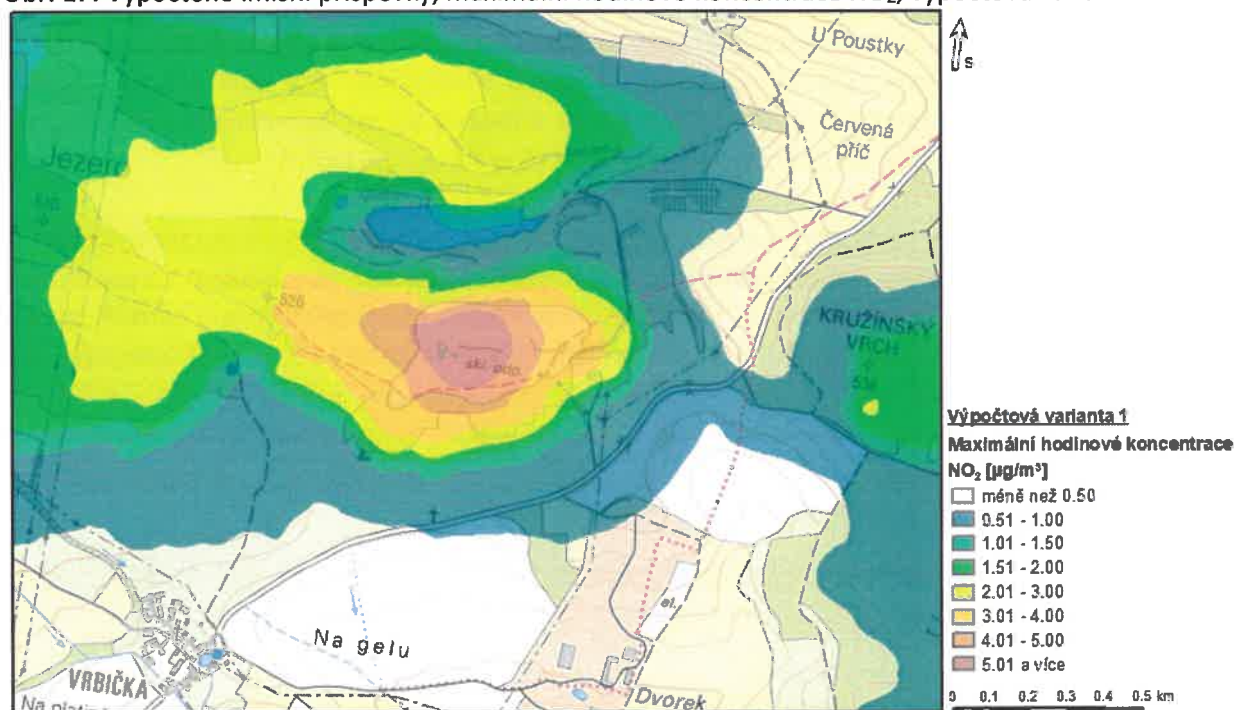 U Poustky
Červená
příč
Jezer
526
KRUŽÍNSKÝ
VRCH
skl. odp.
Na gelu
VRBIČKA
Dvorek
S
Výpočtová varianta 1
Maximální hodinové koncentrace
NO₂ [µg/m³]
méně než 0.50
0.51 - 1.00
1.01 - 1.50
1.51 - 2.00
2.01 - 3.00
3.01 - 4.00
4.01 - 5.00
5.01 a více
0 0.1 0.2 0.3 0.4 0.5 km